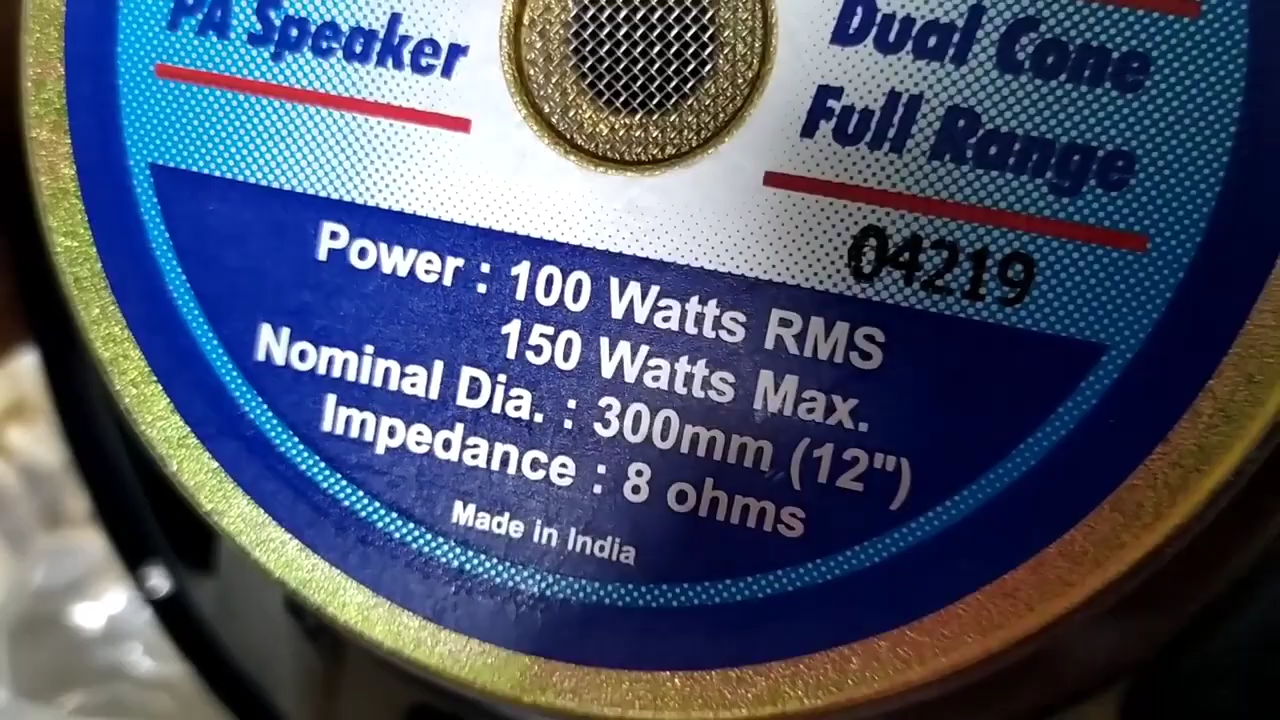 PA Speaker
Dual Cone
Full Range
04219
Power : 100 Watts RMS
150 Watts Max.
Nominal Dia. : 300mm (12")
Impedance : 8 ohms
Made in India